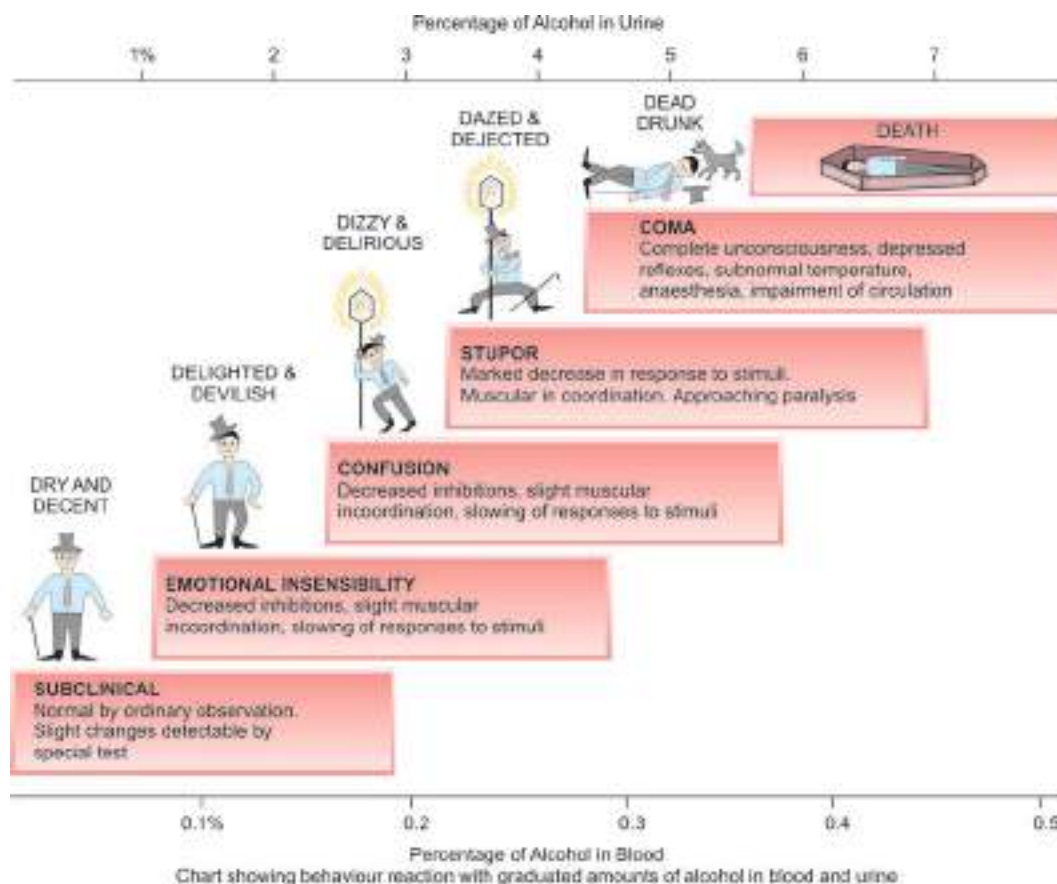 Percentage of Alcohol in Urine
1% 2 3 4 5 6 7
DEAD
DRUNK
DEATH
DAZED &
DEJECTED
COMA
Complete unconsciousness, depressed
reflexes, subnormal temperature,
anaesthesia, impairment of circulation
DIZZY &
DELIRIOUS
STUPOR
Marked decrease in response to stimuli.
Muscular in coordination. Approaching paralysis
DELIGHTED &
DEVILISH
CONFUSION
Decreased inhibitions, slight muscular
incoordination, slowing of responses to stimuli
DRY AND
DECENT
EMOTIONAL INSENSIBILITY
Decreased inhibitions, slight muscular
incoordination, slowing of responses to stimuli
SUBCLINICAL
Normal by ordinary observation.
Slight changes detectable by
special test
0.1% 0.2 0.3 0.4 0.5
Percentage of Alcohol in Blood
Chart showing behaviour reaction with graduated amounts of alcohol in blood and urine